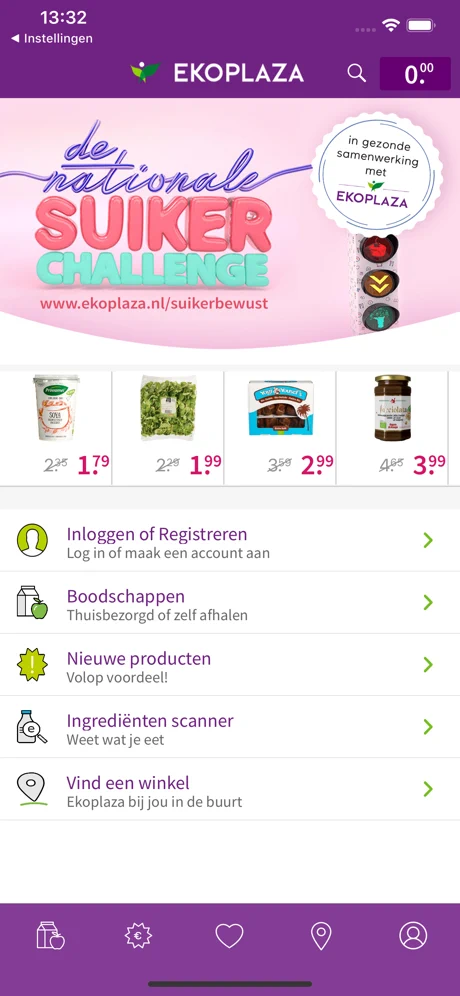 13:32
◀ Instellingen
EKOPLAZA
0.00
de
nationale
SUIKER
CHALLENGE
www.ekoplaza.nl/suikerbewust
in gezonde
samenwerking
met
EKOPLAZA
Provamel
2.35 1.79
2.29 1.99
3.59 2.99
4.65 3.99
Inloggen of Registreren
Log in of maak een account aan
Boodschappen
Thuisbezorgd of zelf afhalen
Nieuwe producten
Volop voordeel!
Ingrediënten scanner
Weet wat je eet
Vind een winkel
Ekoplaza bij jou in de buurt